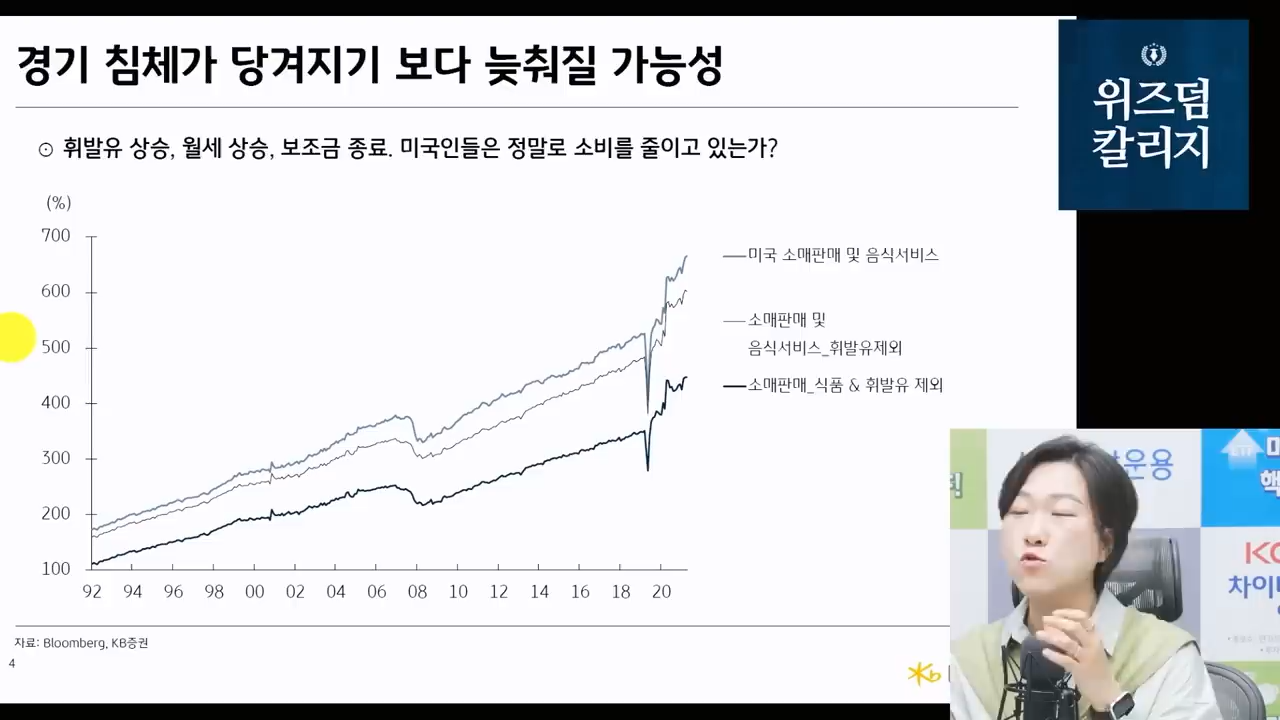 경기 침체가 당겨지기 보다 늦춰질 가능성
위즈덤
칼리지
⊙ 휘발유 상승, 월세 상승, 보조금 종료. 미국인들은 정말로 소비를 줄이고 있는가?
(%)
700
600
500
400
300
200
100
92 94 96 98 00 02 04 06 08 10 12 14 16 18 20
미국 소매판매 및 음식서비스
소매판매 및
음식서비스_휘발유제외
소매판매_식품 & 휘발유 제외
자료: Bloomberg, KB증권
4
Kb
운용
핵
차이